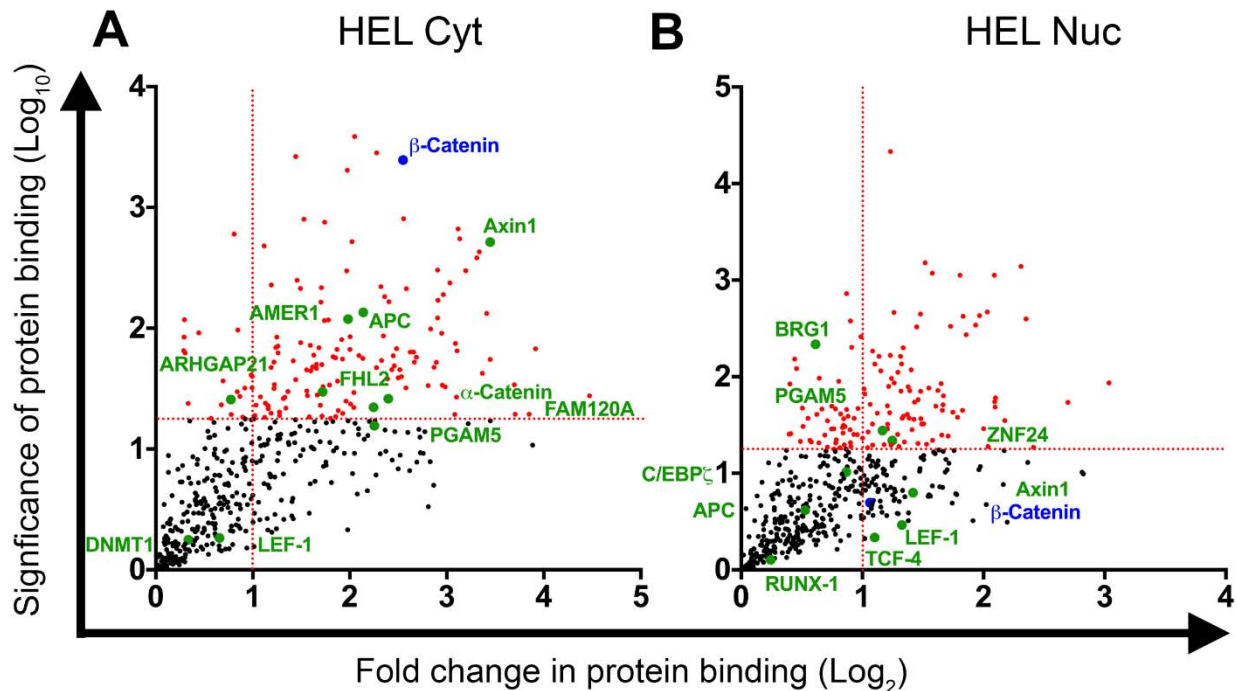 A
HEL Cyt
B
HEL Nuc
Significance of protein binding (Log10)
4
3
2
1
0
β-Catenin
Axin1
AMER1
APC
ARHGAP21
FHL2
α-Catenin
FAM120A
PGAM5
DNMT1
LEF-1
0 1 2 3 4 5
5
4
3
2
1
0
BRG1
PGAM5
ZNF24
C/EBPζ
Axin1
β-Catenin
APC
LEF-1
TCF-4
RUNX-1
0 1 2 3 4
Fold change in protein binding (Log2)